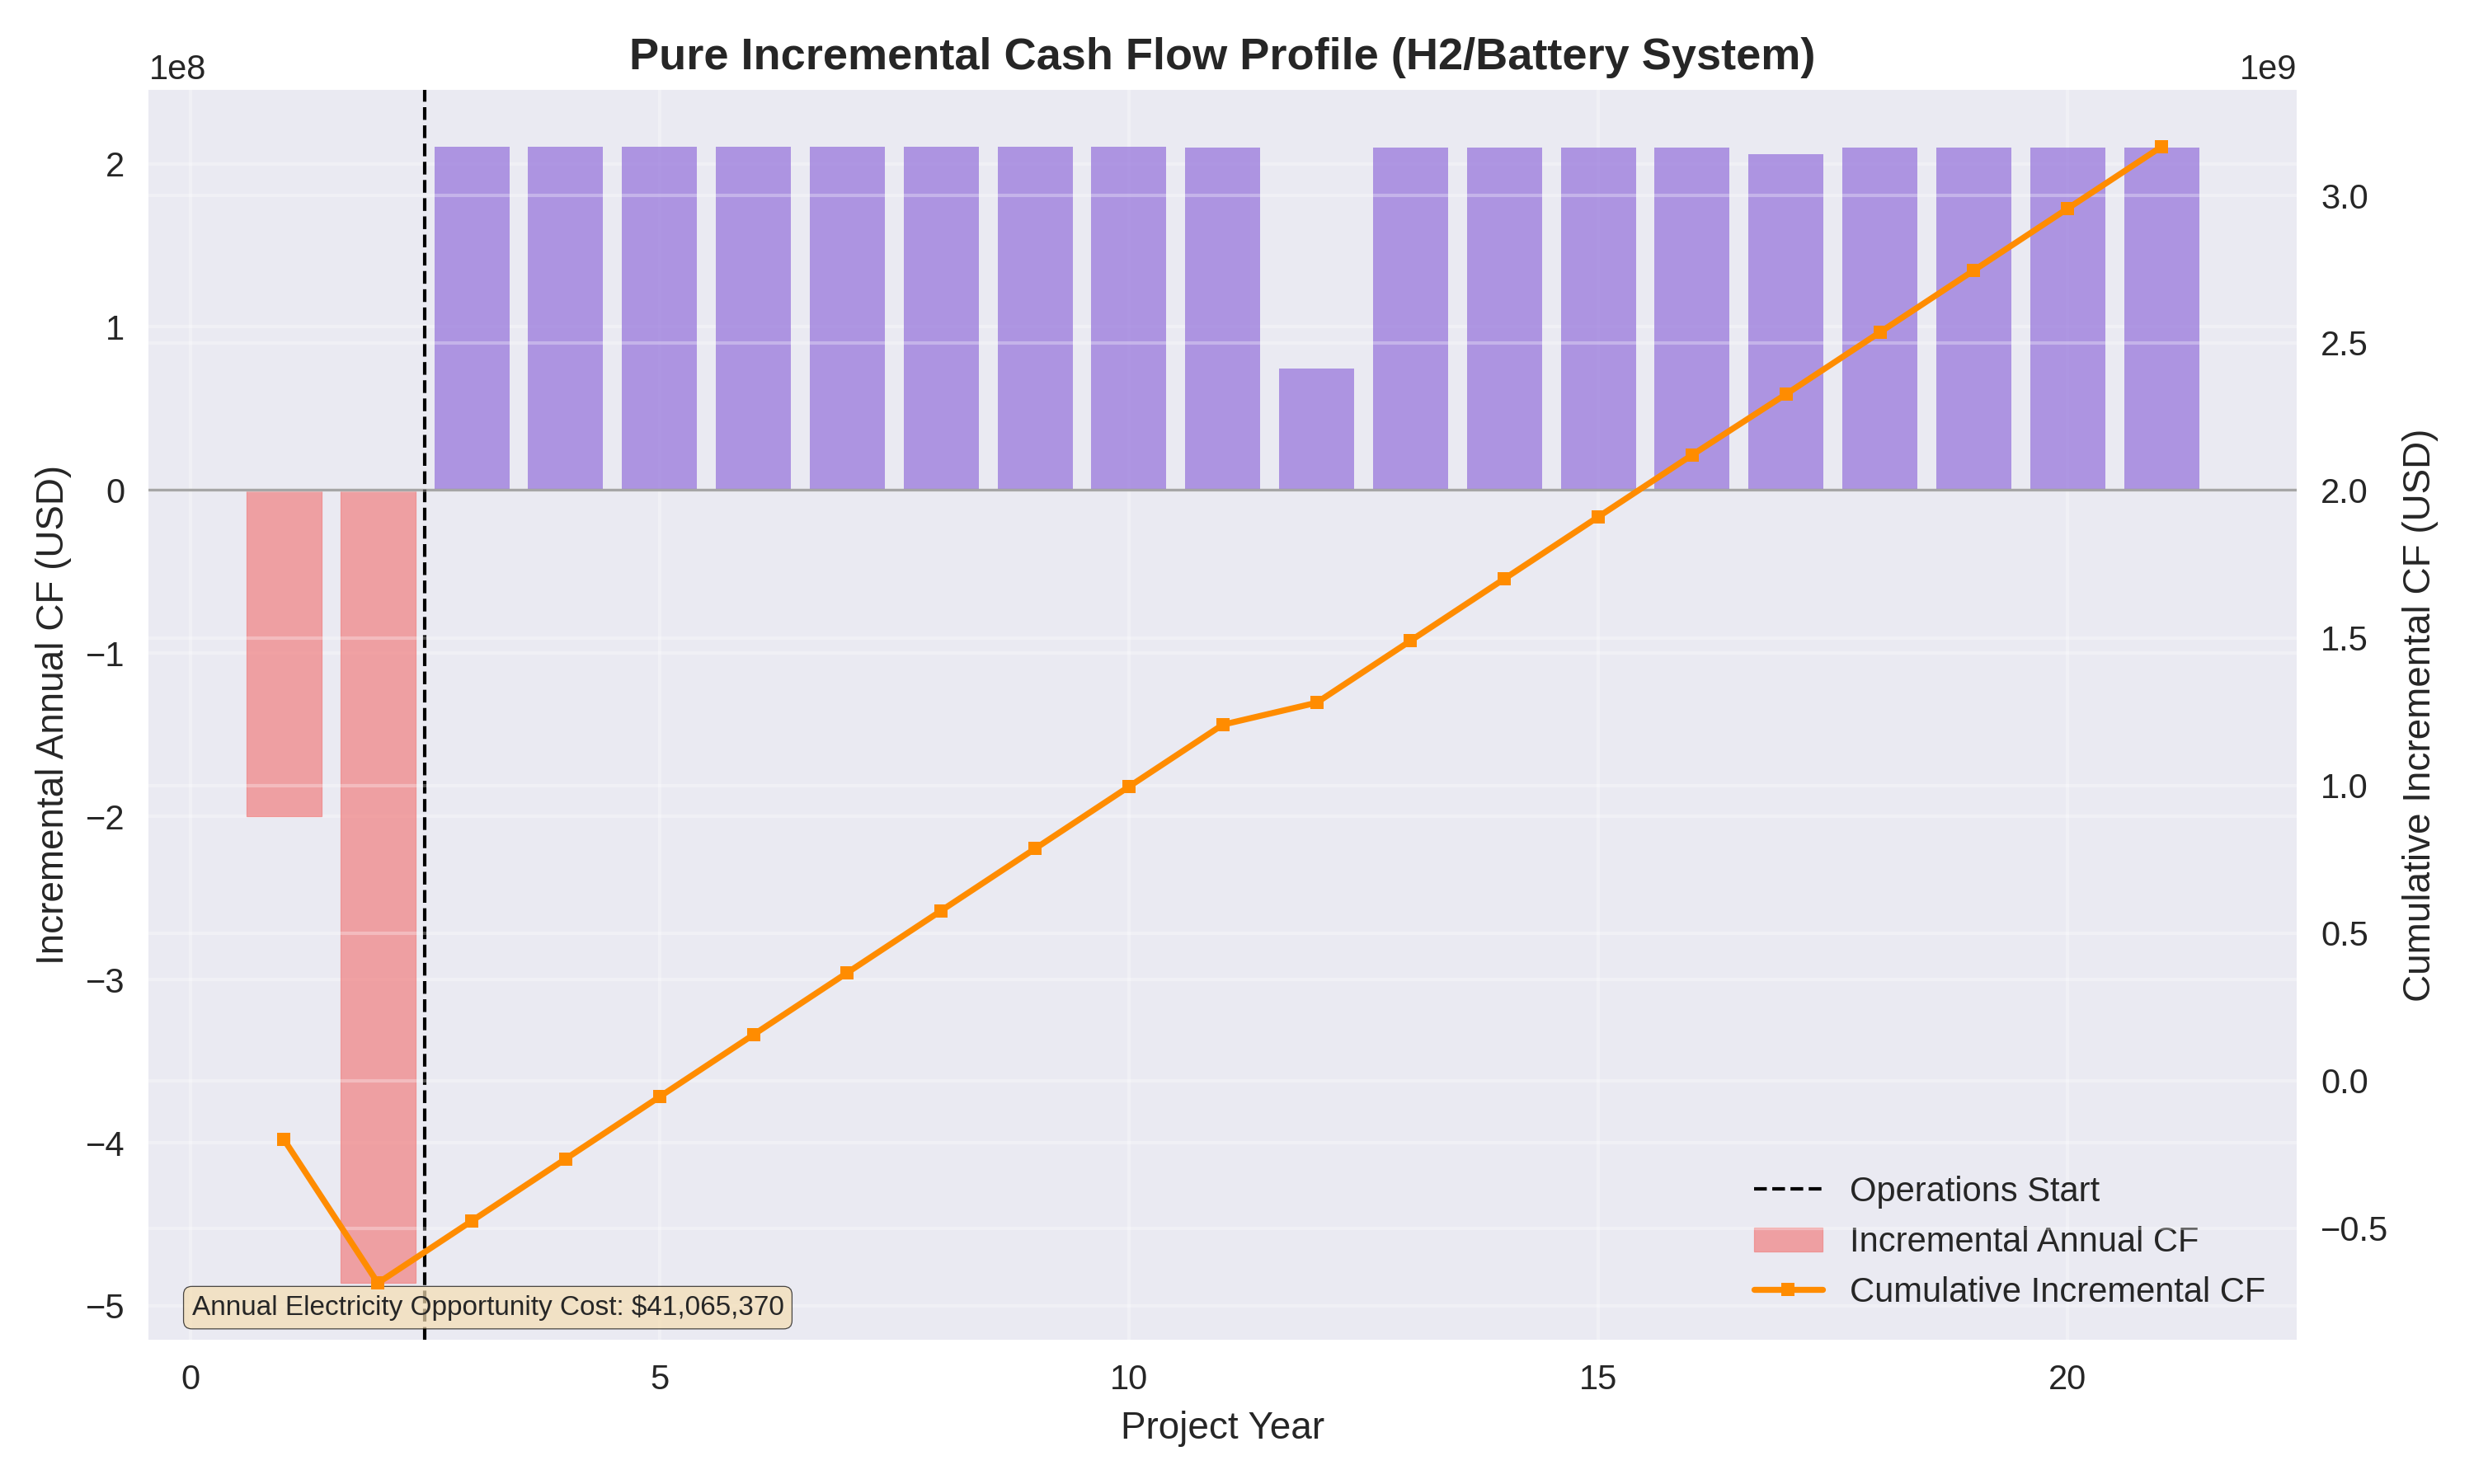 Pure Incremental Cash Flow Profile (H2/Battery System)
1e8
1e9
2
1
0
−1
−2
−3
−4
−5
Incremental Annual CF (USD)
3.0
2.5
2.0
1.5
1.0
0.5
0.0
−0.5
Cumulative Incremental CF (USD)
Operations Start
Incremental Annual CF
Cumulative Incremental CF
Annual Electricity Opportunity Cost: $41,065,370
0 5 10 15 20
Project Year